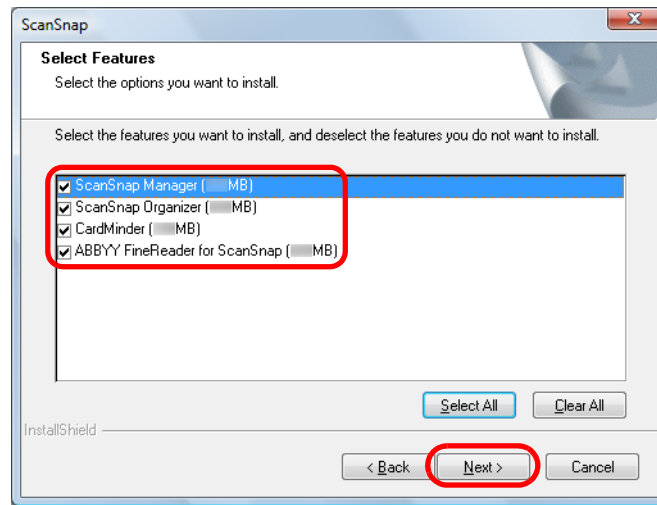 ScanSnap
Select Features
Select the options you want to install.
Select the features you want to install, and deselect the features you do not want to install.
ScanSnap Manager ( MB)
ScanSnap Organizer ( MB)
CardMinder ( MB)
ABBYY FineReader for ScanSnap ( MB)
Select All Clear All
InstallShield
< Back Next > Cancel